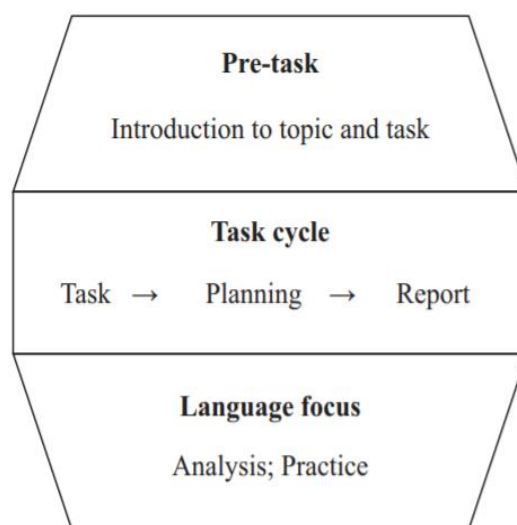 Pre-task
Introduction to topic and task
Task cycle
Task → Planning → Report
Language focus
Analysis; Practice